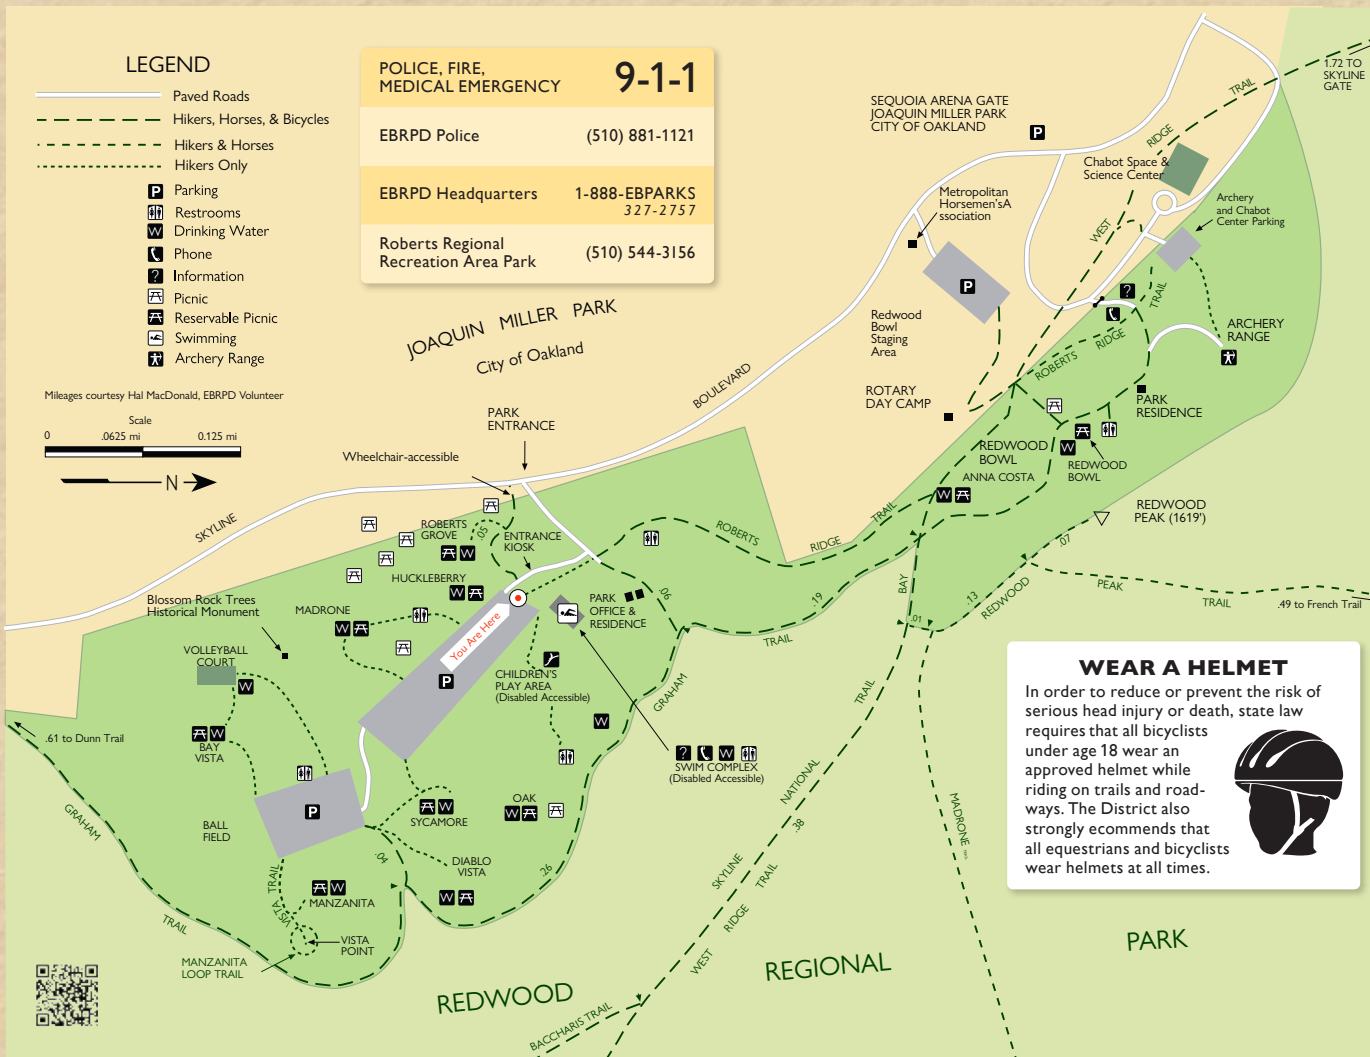 LEGEND
Paved Roads
Hikers, Horses, & Bicycles
Hikers & Horses
Hikers Only
P Parking
Restrooms
W Drinking Water
Phone
? Information
Picnic
Reservable Picnic
Swimming
Archery Range
Mileages courtesy Hal MacDonald, EBRPD Volunteer
Scale
0 .0625 mi 0.125 mi
N
POLICE, FIRE,
MEDICAL EMERGENCY
9-1-1
EBRPD Police (510) 881-1121
EBRPD Headquarters 1-888-EBPARKS
327-2757
Roberts Regional
Recreation Area Park
(510) 544-3156
JOAQUIN MILLER PARK
City of Oakland
SEQUOIA ARENA GATE
JOAQUIN MILLER PARK
CITY OF OAKLAND
P
1.72 TO
SKYLINE
GATE
RIDGE TRAIL
Chabot Space &
Science Center
WEST
Archery
and Chabot
Center Parking
Metropolitan
Horsemen'sA
ssociation
P
Redwood
Bowl
Staging
Area
?
TRAIL
ROBERTS RIDGE
ARCHERY
RANGE
ROTARY
DAY CAMP
PARK
RESIDENCE
REDWOOD
BOWL
W
REDWOOD
BOWL
ANNA COSTA
W
REDWOOD
PEAK (1619')
.07
BOULEVARD
SKYLINE
PARK
ENTRANCE
Wheelchair-accessible
ROBERTS
GROVE
W
.05
ENTRANCE
KIOSK
HUCKLEBERRY
W
ROBERTS RIDGE TRAIL
.06
PARK
OFFICE &
RESIDENCE
.19
TRAIL
BAY
.01
.13
REDWOOD PEAK TRAIL
.49 to French Trail
Blossom Rock Trees
Historical Monument
MADRONE
W
VOLLEYBALL
COURT
W
You Are Here
P
CHILDREN'S
PLAY AREA
(Disabled Accessible)
GRAHAM
W
? W
SWIM COMPLEX
(Disabled Accessible)
.61 to Dunn Trail
W
BAY
VISTA
P
BALL
FIELD
W
SYCAMORE
OAK
W
DIABLO
VISTA
.04
W
.26
GRAHAM
TRAIL
VISTA TRAIL
W
MANZANITA
VISTA
POINT
MANZANITA
LOOP TRAIL
SKYLINE NATIONAL TRAIL
.38
WEST RIDGE TRAIL
BACCHARIS TRAIL
MADRONE
REDWOOD REGIONAL PARK
WEAR A HELMET
In order to reduce or prevent the risk of
serious head injury or death, state law
requires that all bicyclists
under age 18 wear an
approved helmet while
riding on trails and road-
ways. The District also
strongly ecommends that
all equestrians and bicyclists
wear helmets at all times.